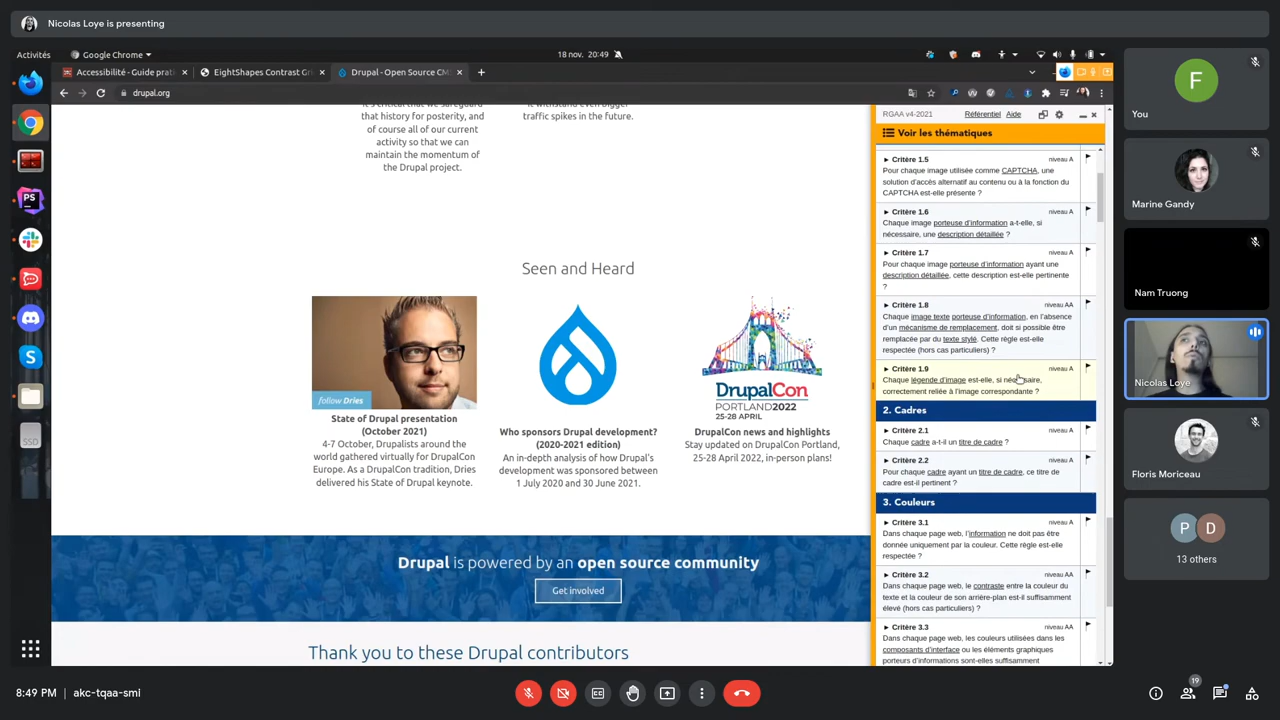 Nicolas Loye is presenting
Activités
Google Chrome
18 nov. 20:49
Accessibilité - Guide prati
EightShapes Contrast Gr
Drupal - Open Source CM
drupal.org
It's critical that we safeguard
that history for posterity, and
of course all of our current
activity so that we can
maintain the momentum of
the Drupal project.
It withstand even bigger
traffic spikes in the future.
Seen and Heard
follow Dries
State of Drupal presentation
(October 2021)
4-7 October, Drupalists around the
world gathered virtually for DrupalCon
Europe. As a DrupalCon tradition, Dries
delivered his State of Drupal keynote.
Who sponsors Drupal development?
(2020-2021 edition)
An in-depth analysis of how Drupal's
development was sponsored between
1 July 2020 and 30 June 2021.
DrupalCon
PORTLAND2022
25-28 APRIL
DrupalCon news and highlights
Stay updated on DrupalCon Portland,
25-28 April 2022, in-person plans!
Drupal is powered by an open source community
Get involved
Thank you to these Drupal contributors
RGAA v4-2021
Référentiel
Aide
Voir les thématiques
Critère 1.5 niveau A
Pour chaque image utilisée comme CAPTCHA, une
solution d'accès alternatif au contenu ou à la fonction du
CAPTCHA est-elle présente ?
Critère 1.6 niveau A
Chaque image porteuse d'information a-t-elle, si
nécessaire, une description détaillée ?
Critère 1.7 niveau A
Pour chaque image porteuse d'information ayant une
description détaillée, cette description est-elle pertinente
?
Critère 1.8 niveau AA
Chaque image texte porteuse d'information, en l'absence
d'un mécanisme de remplacement, doit si possible être
remplacée par du texte stylé. Cette règle est-elle
respectée (hors cas particuliers) ?
Critère 1.9 niveau A
Chaque légende d'image est-elle, si nécessaire,
correctement reliée à l'image correspondante ?
2. Cadres
Critère 2.1 niveau A
Chaque cadre a-t-il un titre de cadre ?
Critère 2.2 niveau A
Pour chaque cadre ayant un titre de cadre, ce titre de
cadre est-il pertinent ?
3. Couleurs
Critère 3.1 niveau A
Dans chaque page web, l'information ne doit pas être
donnée uniquement par la couleur. Cette règle est-elle
respectée ?
Critère 3.2 niveau AA
Dans chaque page web, le contraste entre la couleur du
texte et la couleur de son arrière-plan est-il suffisamment
élevé (hors cas particuliers) ?
Critère 3.3 niveau AA
Dans chaque page web, les couleurs utilisées dans les
composants d'interface ou les éléments graphiques
porteurs d'informations sont-elles suffisamment
SSD
F
You
Marine Gandy
Nam Truong
Nicolas Loye
Floris Moriceau
P D
13 others
8:49 PM akc-tqaa-smi
19